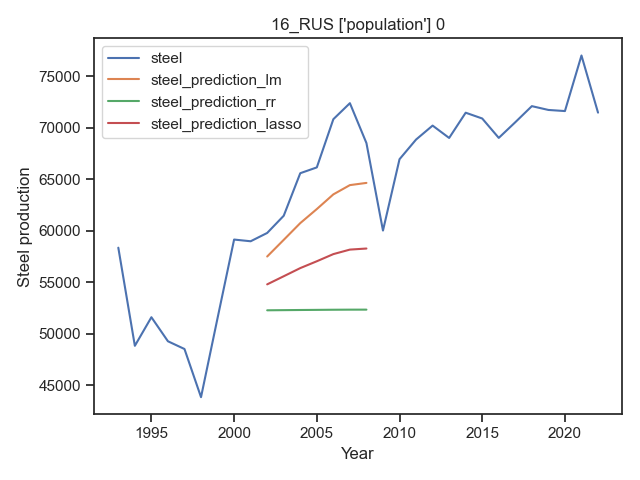 16_RUS ['population'] 0
steel
steel_prediction_lm
steel_prediction_rr
steel_prediction_lasso
75000
70000
65000
60000
55000
50000
45000
Steel production
1995 2000 2005 2010 2015 2020
Year